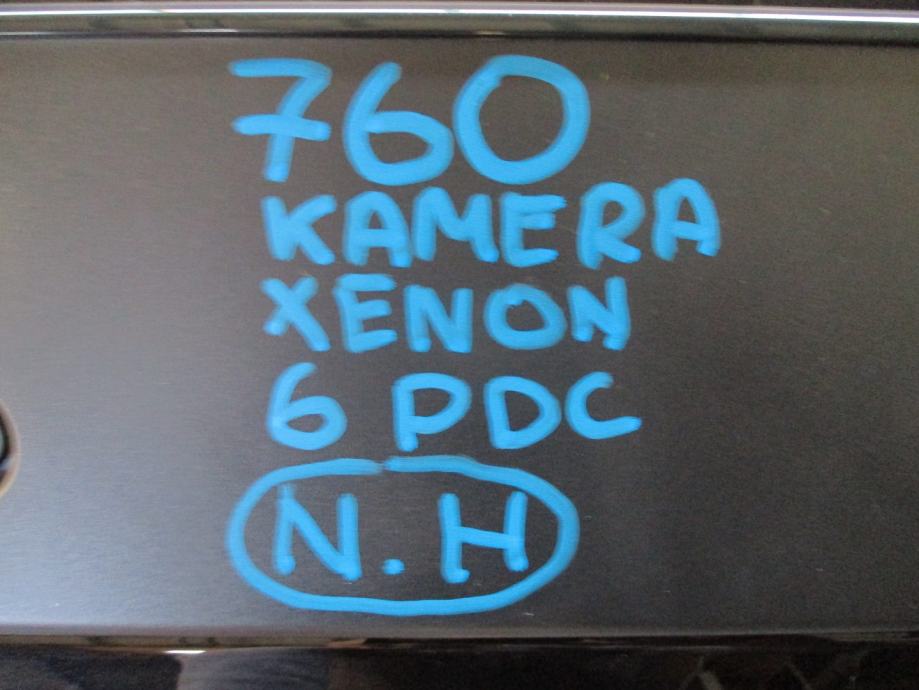 760
KAMERA
XENON
6 PDC
N.H